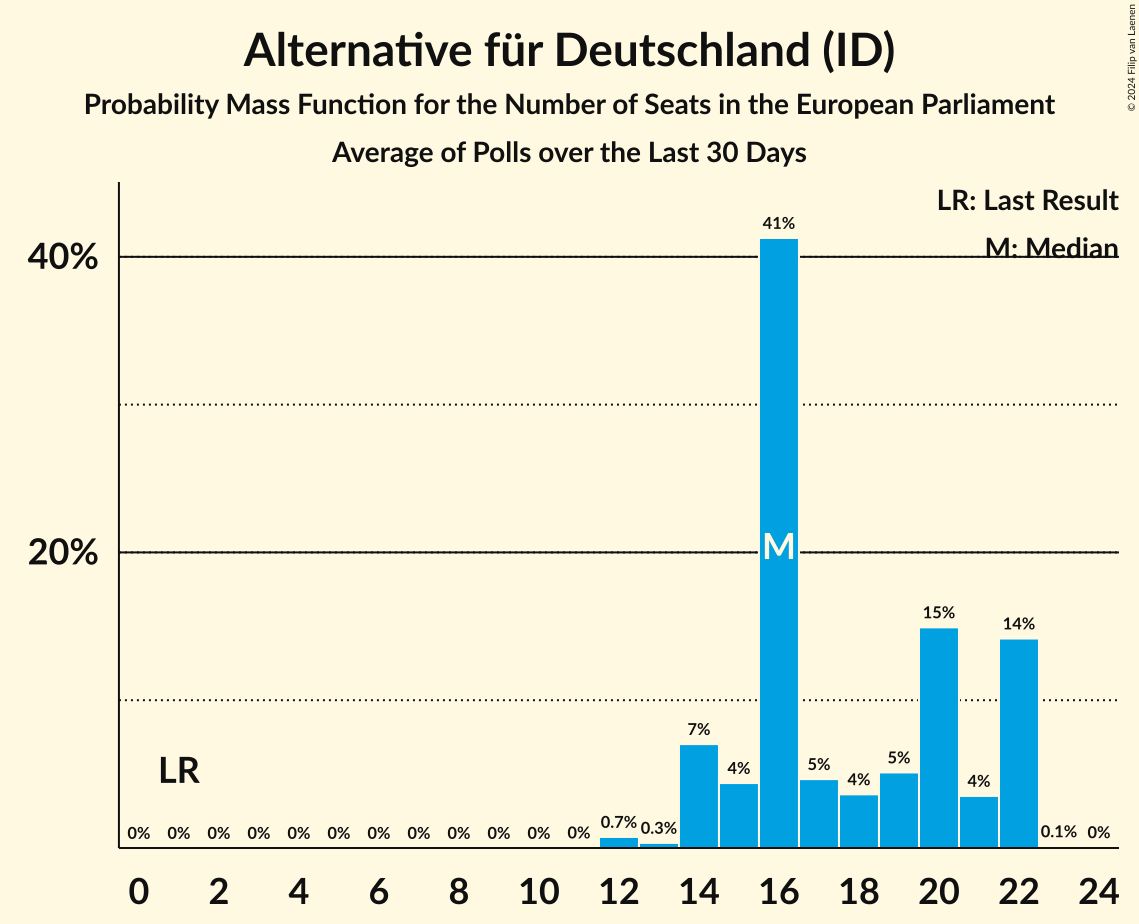 Alternative für Deutschland (ID)
Probability Mass Function for the Number of Seats in the European Parliament
Average of Polls over the Last 30 Days
© 2024 Filip van Laenen
LR: Last Result
M: Median
40%
20%
41%
M
15%
14%
7%
4%
5%
4%
5%
4%
LR
0% 0% 0% 0% 0% 0% 0% 0% 0% 0% 0% 0% 0.7% 0.3% 0.1% 0%
0 2 4 6 8 10 12 14 16 18 20 22 24